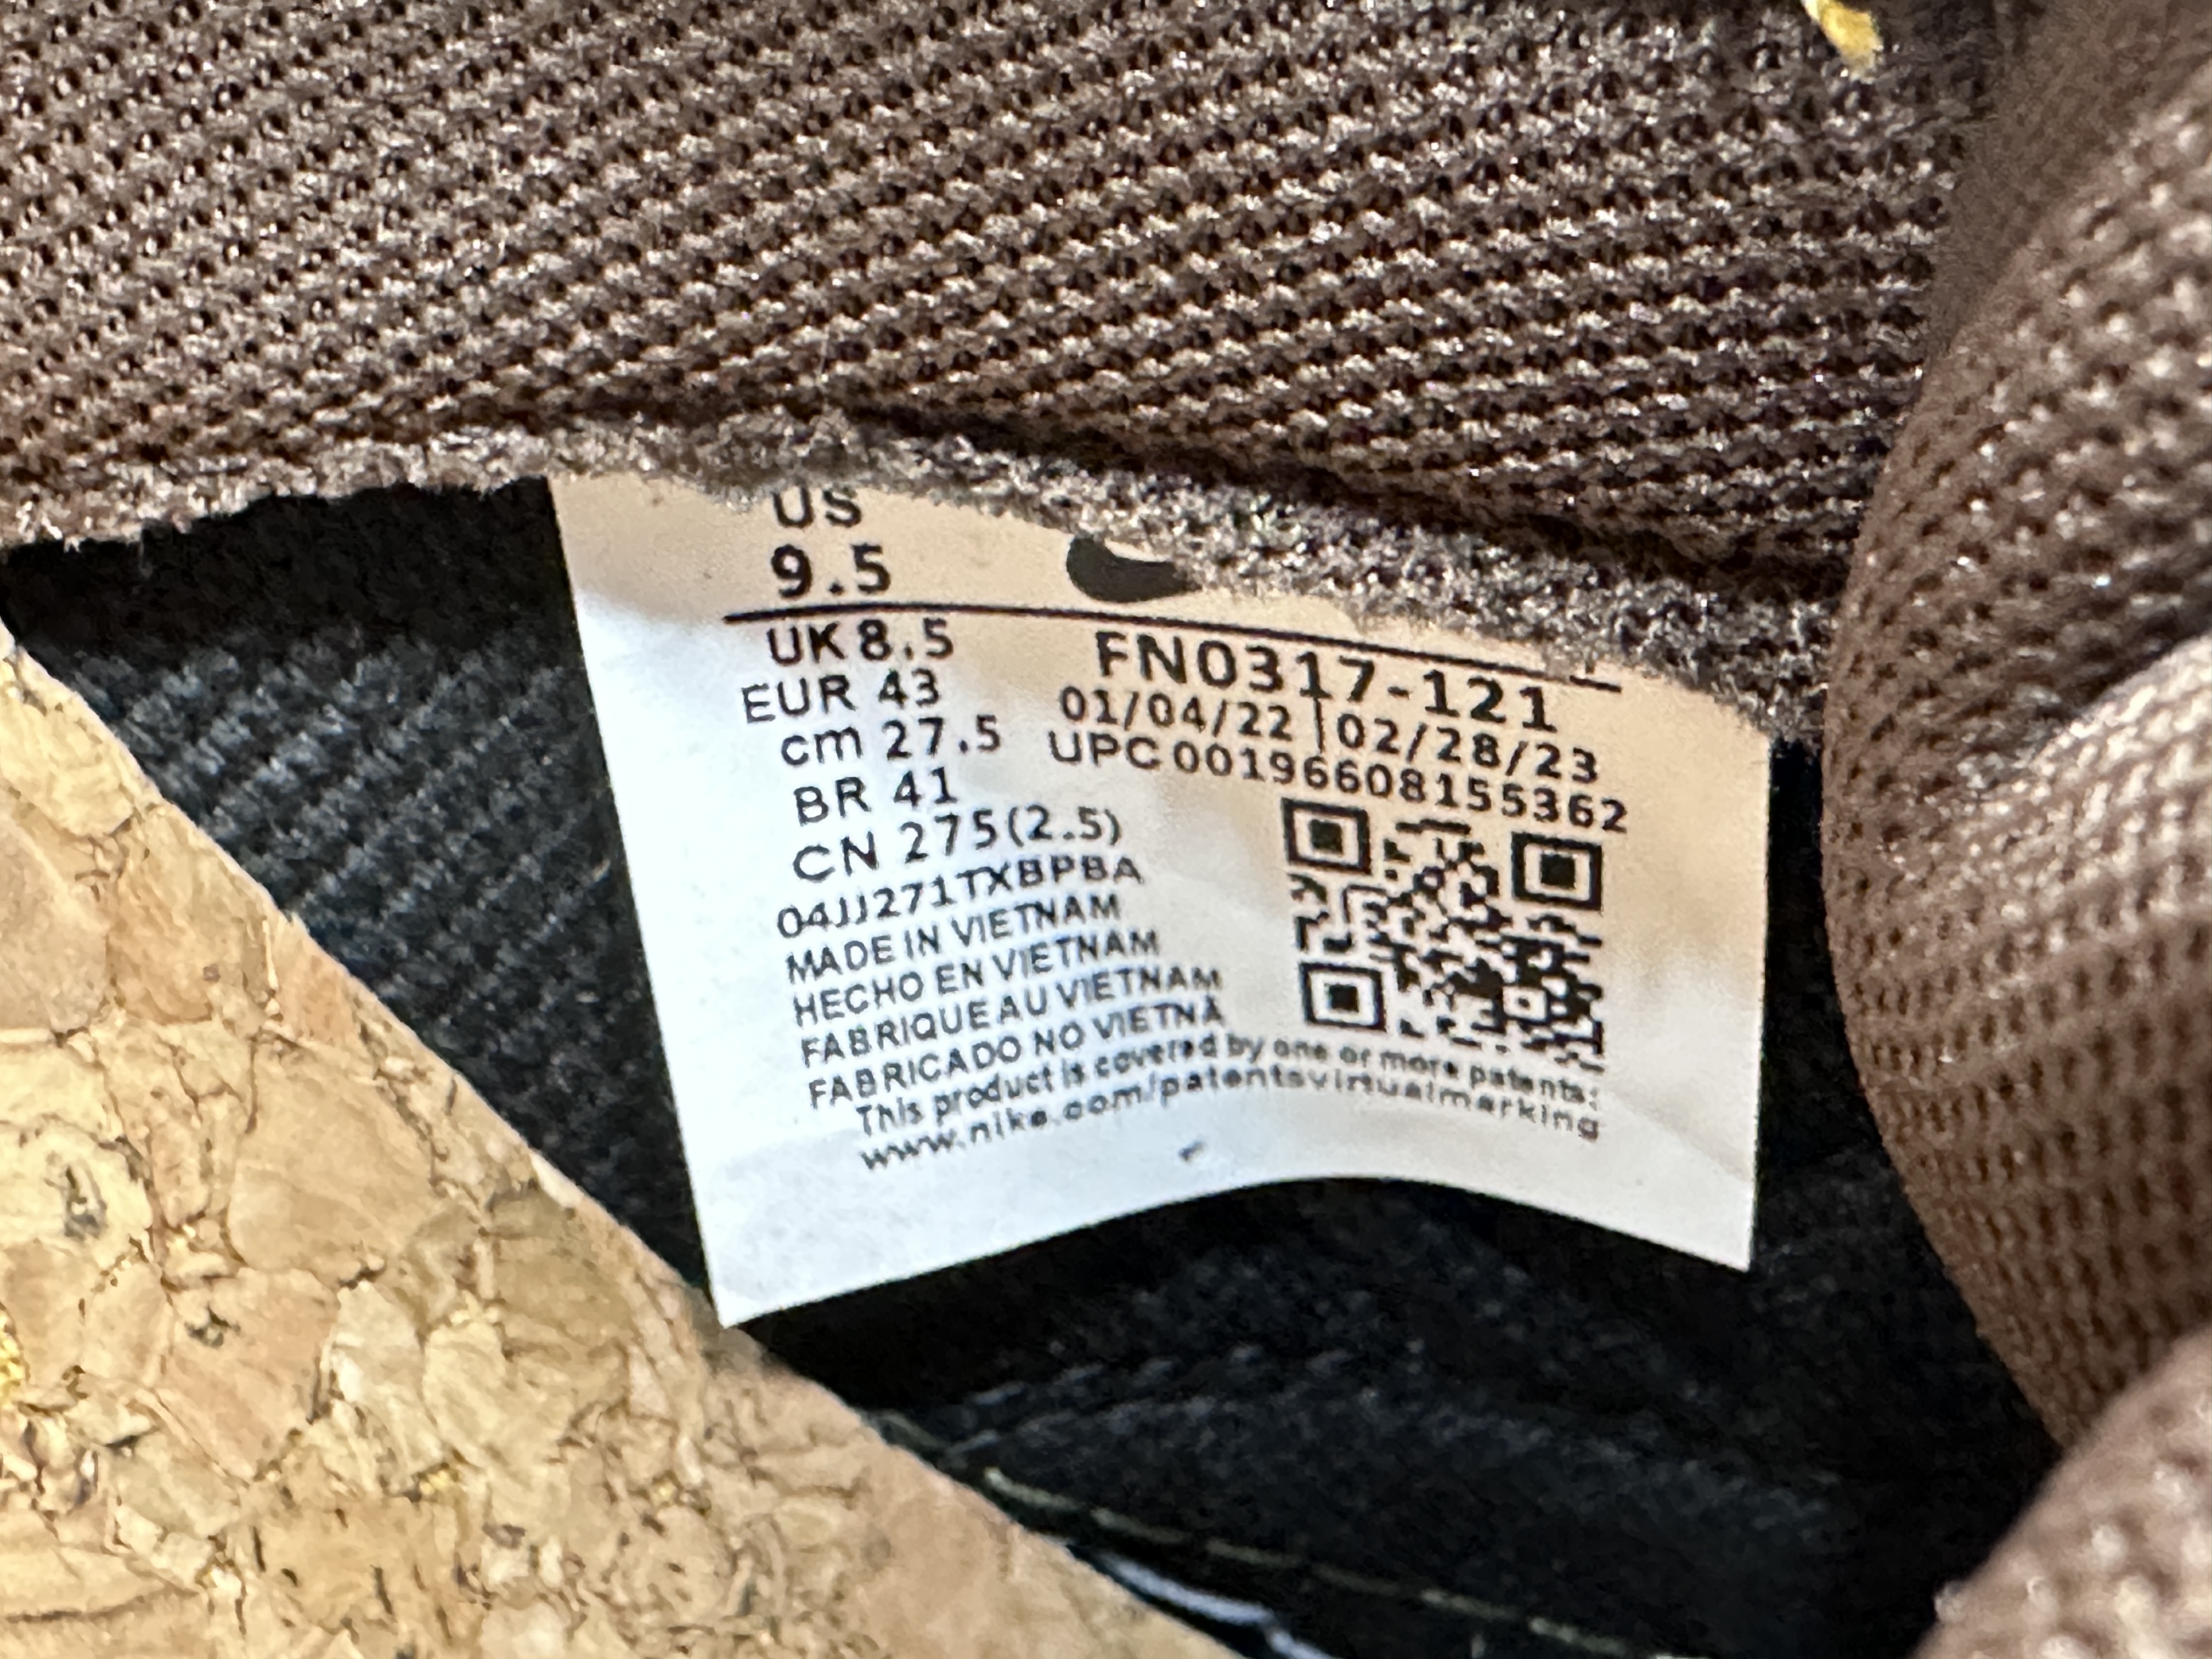 US
9.5
UK 8.5
EUR 43
cm 27.5
BR 41
CN 275(2.5)
FN0317-121
01/04/22 | 02/28/23
UPC 00196608155362
04JJ271TXBPBA
MADE IN VIETNAM
HECHO EN VIETNAM
FABRIQUE AU VIETNAM
FABRICADO NO VIETNÃ
This product is covered by one or more patents:
www.nike.com/patentsvirtualmarking